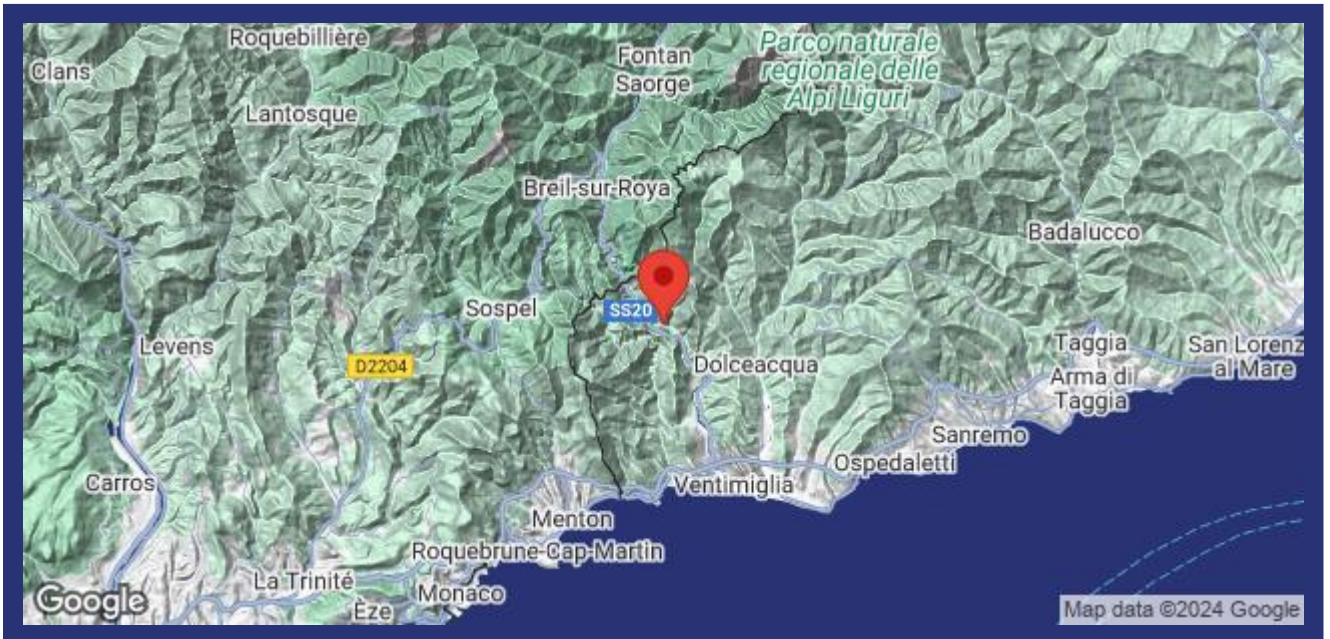 Roquebillière
Clans
Fontan
Saorge
Parco naturale
regionale delle
Alpi Liguri
Lantosque
Breil-sur-Roya
Badalucco
Sospel
SS20
Levens
D2204
Dolceacqua
Taggia
San Lorenz
al Mare
Arma di
Taggia
Sanremo
Ospedaletti
Carros
Ventimiglia
Menton
Roquebrune-Cap-Martin
La Trinité
Monaco
Èze
Google
Map data ©2024 Google